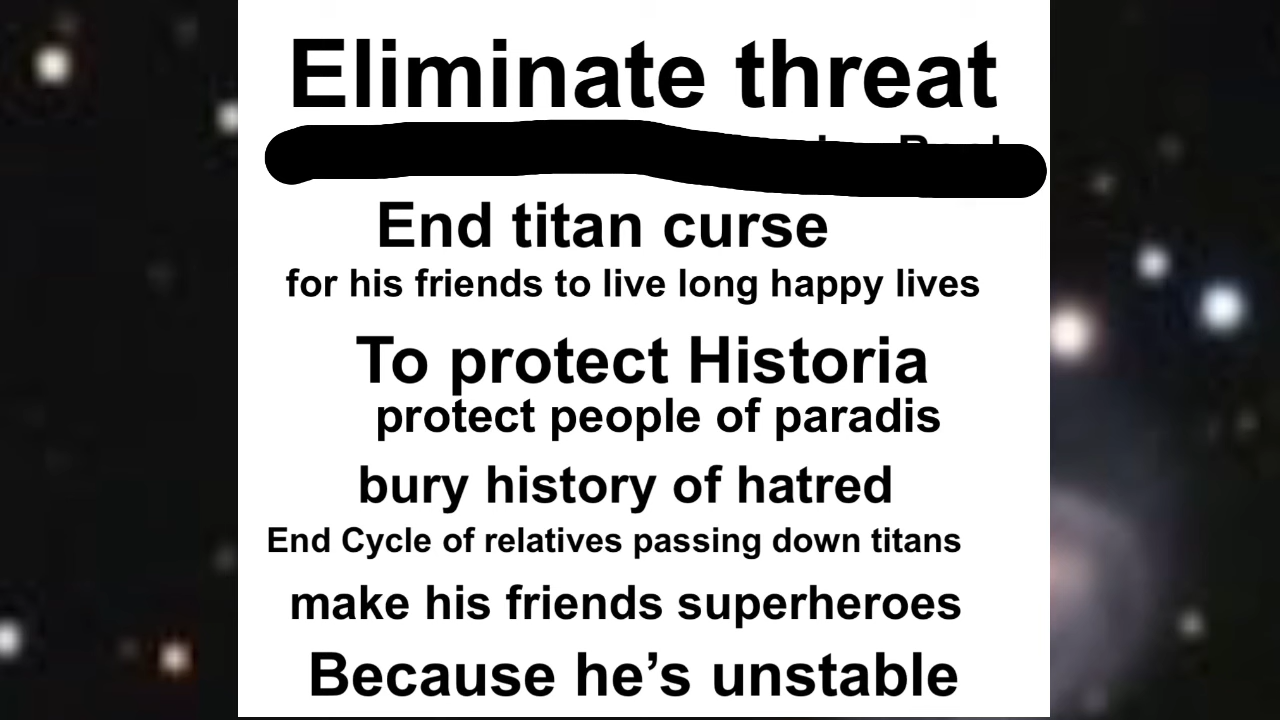 Eliminate threat
End titan curse
for his friends to live long happy lives
To protect Historia
protect people of paradis
bury history of hatred
End Cycle of relatives passing down titans
make his friends superheroes
Because he’s unstable